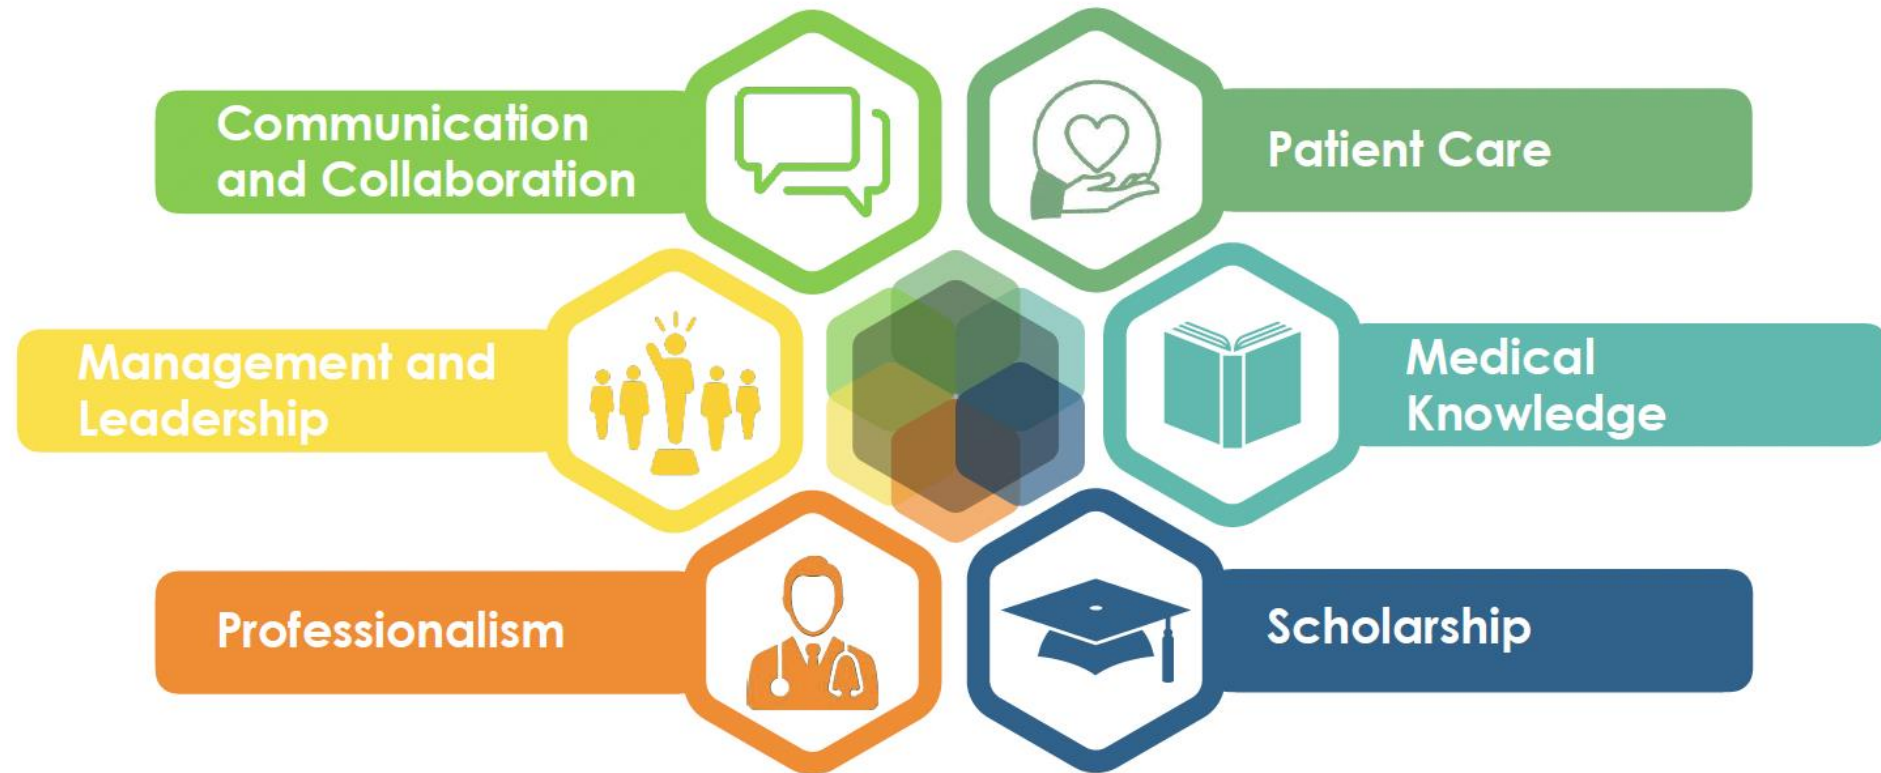 Communication
and Collaboration
Patient Care
Management and
Leadership
Medical
Knowledge
Professionalism
Scholarship